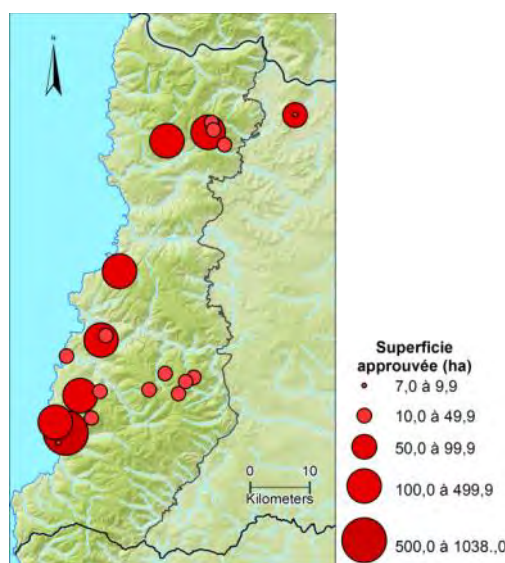 N
Superficie
approuvée (ha)
7,0 à 9,9
10,0 à 49,9
50,0 à 99,9
100,0 à 499,9
500,0 à 1038.,0
0 10
Kilometers